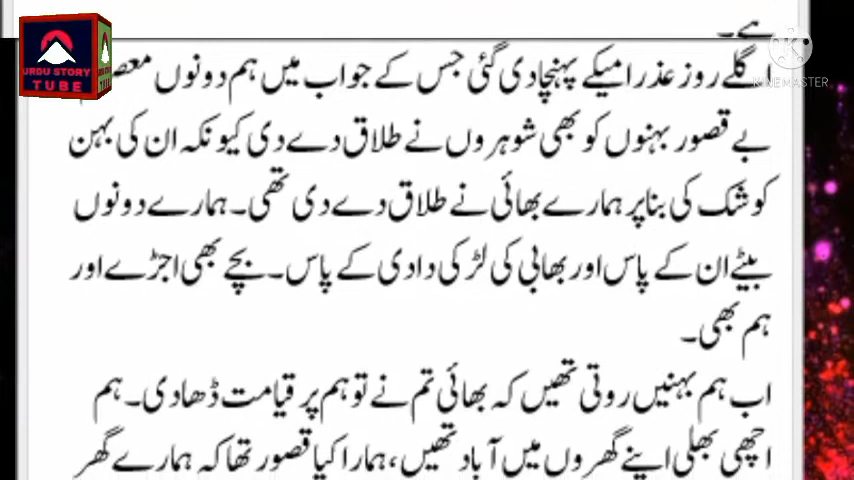 ہے۔
اگلے روز عذرا میکے پہنچا دی گئی جس کے جواب میں ہم دونوں
بے قصور بہنوں کو بھی شوہروں نے طلاق دے دی کیونکہ ان کی بہن
کو شک کی بنا پر ہمارے بھائی نے طلاق دے دی تھی۔ ہمارے دونوں
بیٹے ان کے پاس اور بھابی کی لڑکی دادی کے پاس۔ بچے بھی اجڑے اور
ہم بھی۔
اب ہم بہنیں روتی تھیں کہ بھائی تم نے تو ہم پر قیامت ڈھا دی۔ ہم
اچھی بھلی اپنے گھروں میں آباد تھیں، ہمارا کیا قصور تھا کہ ہمارے گھر
URDU STORY
TUBE
KINEMASTER